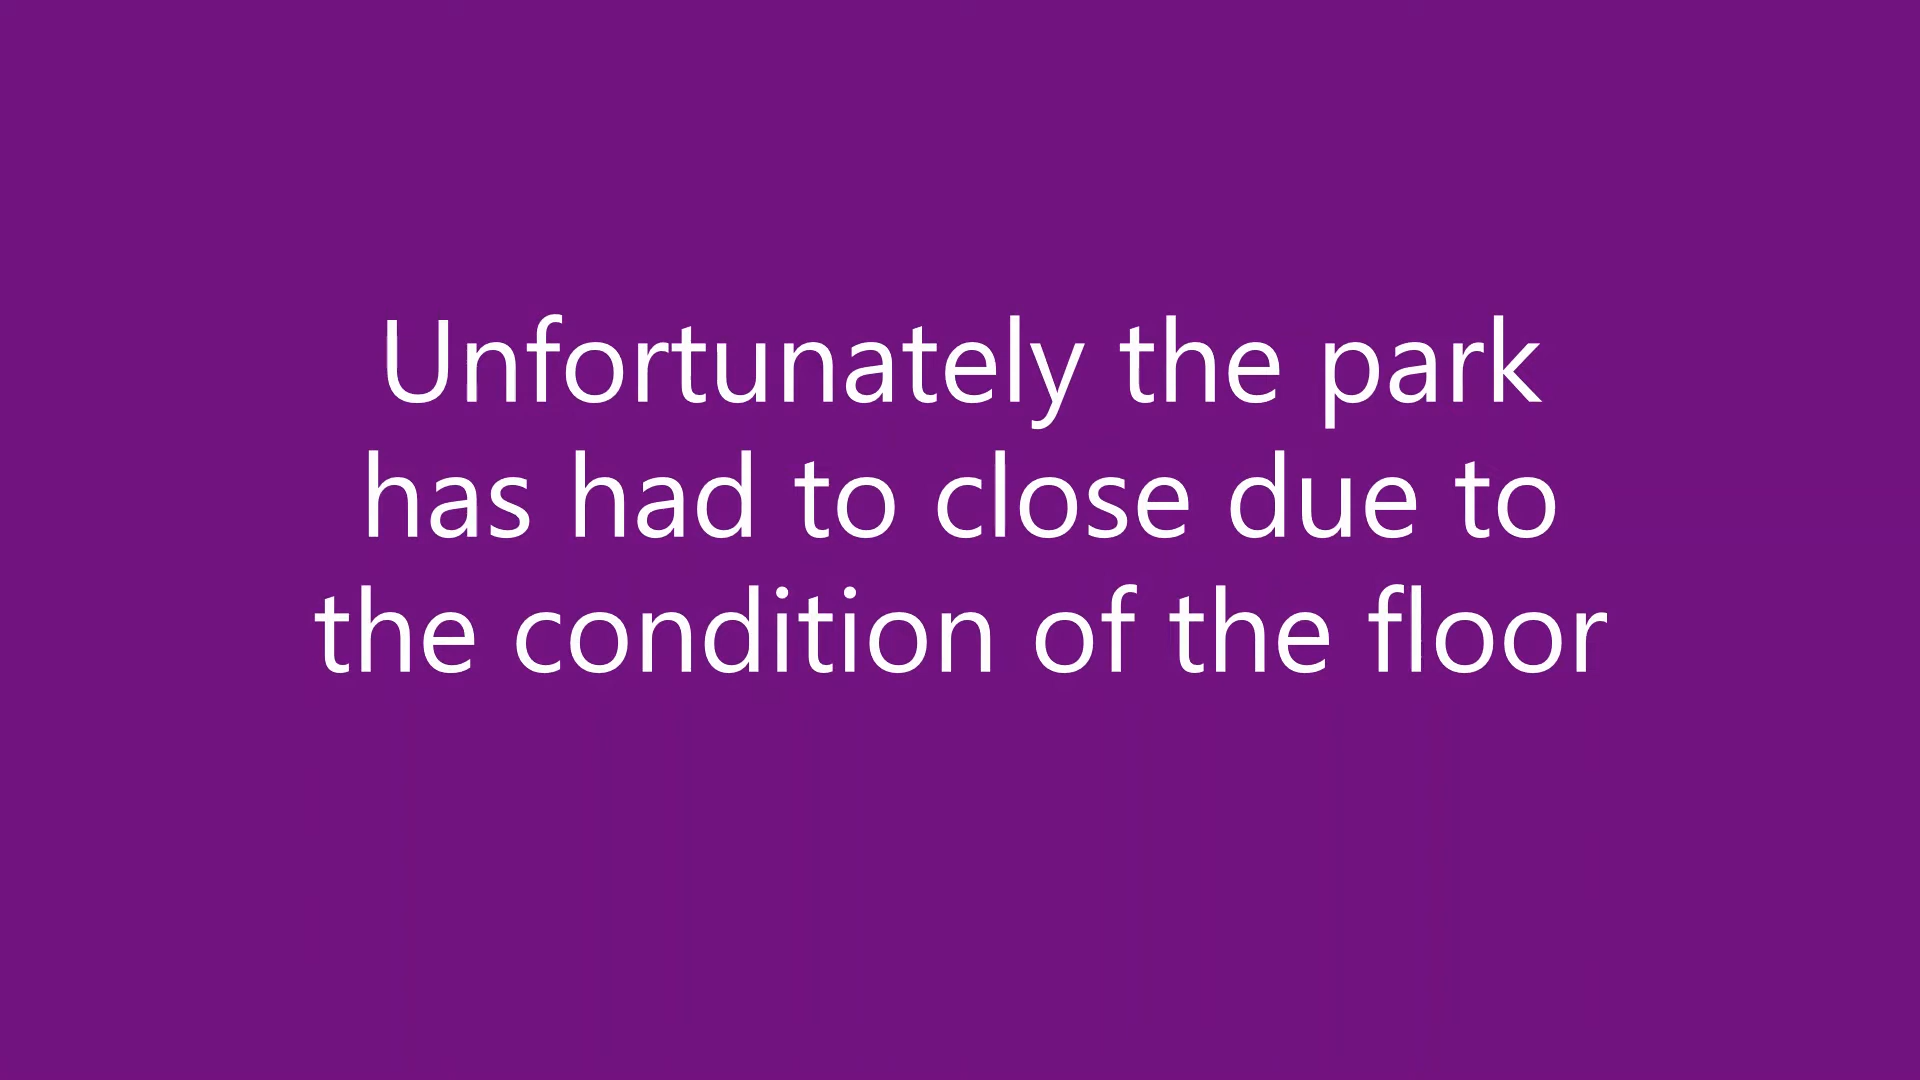 Unfortunately the park
has had to close due to
the condition of the floor